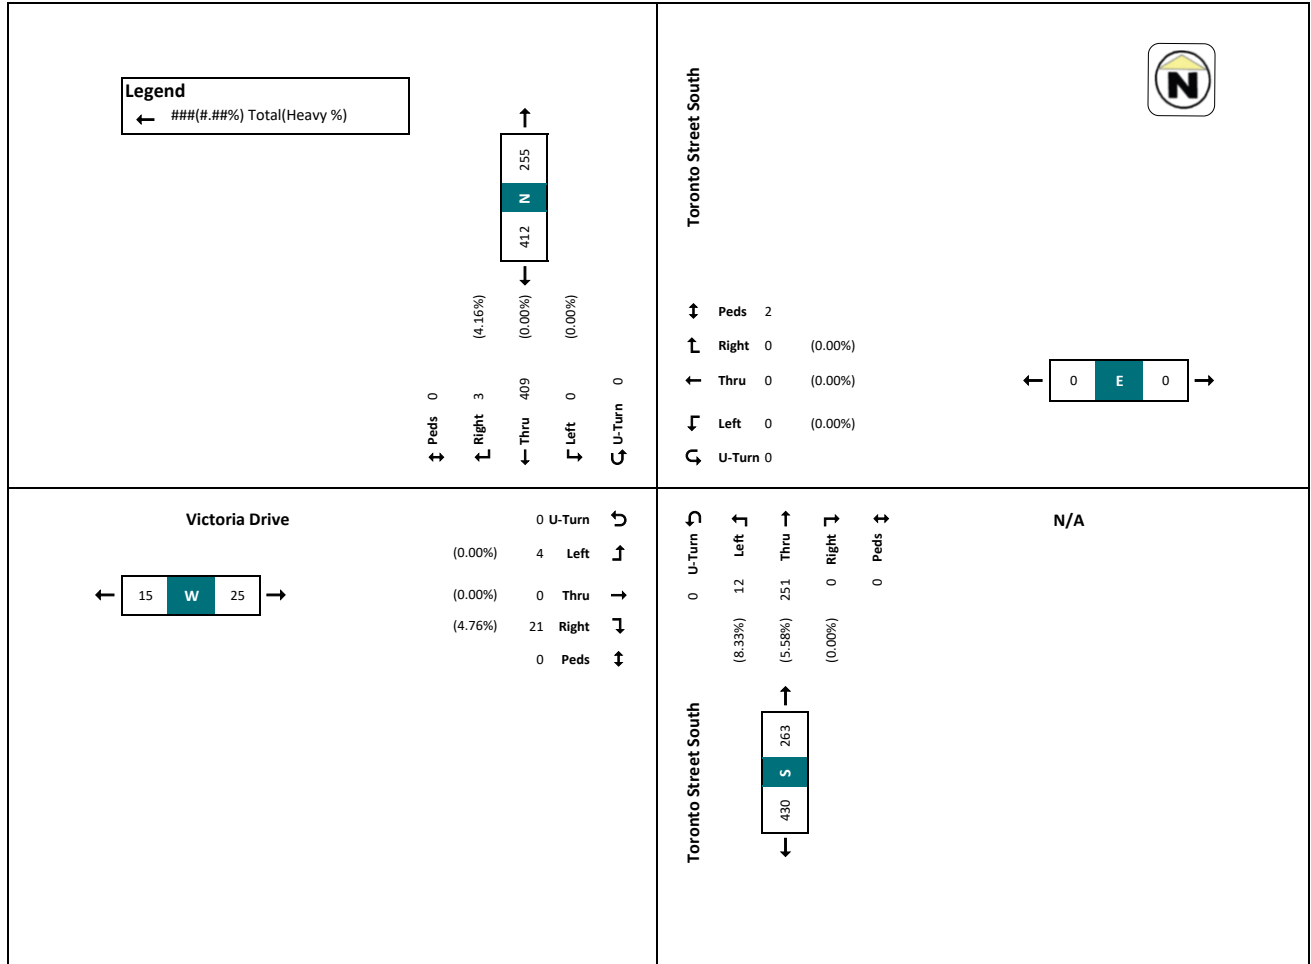 Legend
← ###(#.##%) Total(Heavy %)
255
N
412
(4.16%) (0.00%) (0.00%)
0 3 409 0 0
Peds Right Thru Left U-Turn
Toronto Street South
N
Peds 2
Right 0 (0.00%)
Thru 0 (0.00%)
Left 0 (0.00%)
U-Turn 0
0 E 0
Victoria Drive
0 U-Turn
(0.00%) 4 Left
(0.00%) 0 Thru
(4.76%) 21 Right
0 Peds
15 W 25
U-Turn Left Thru Right Peds
0 12 251 0 0
(8.33%) (5.58%) (0.00%)
N/A
Toronto Street South
263
S
430